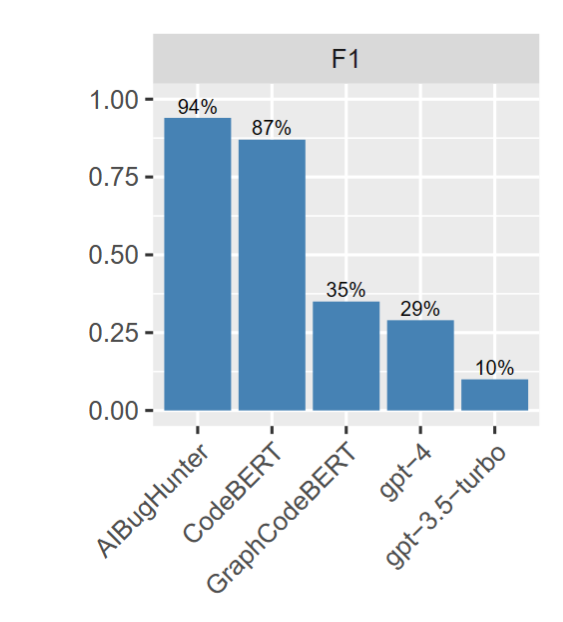 F1
1.00
0.75
0.50
0.25
0.00
94%
87%
35%
29%
10%
AIBugHunter
CodeBERT
GraphCodeBERT
gpt−4
gpt−3.5−turbo